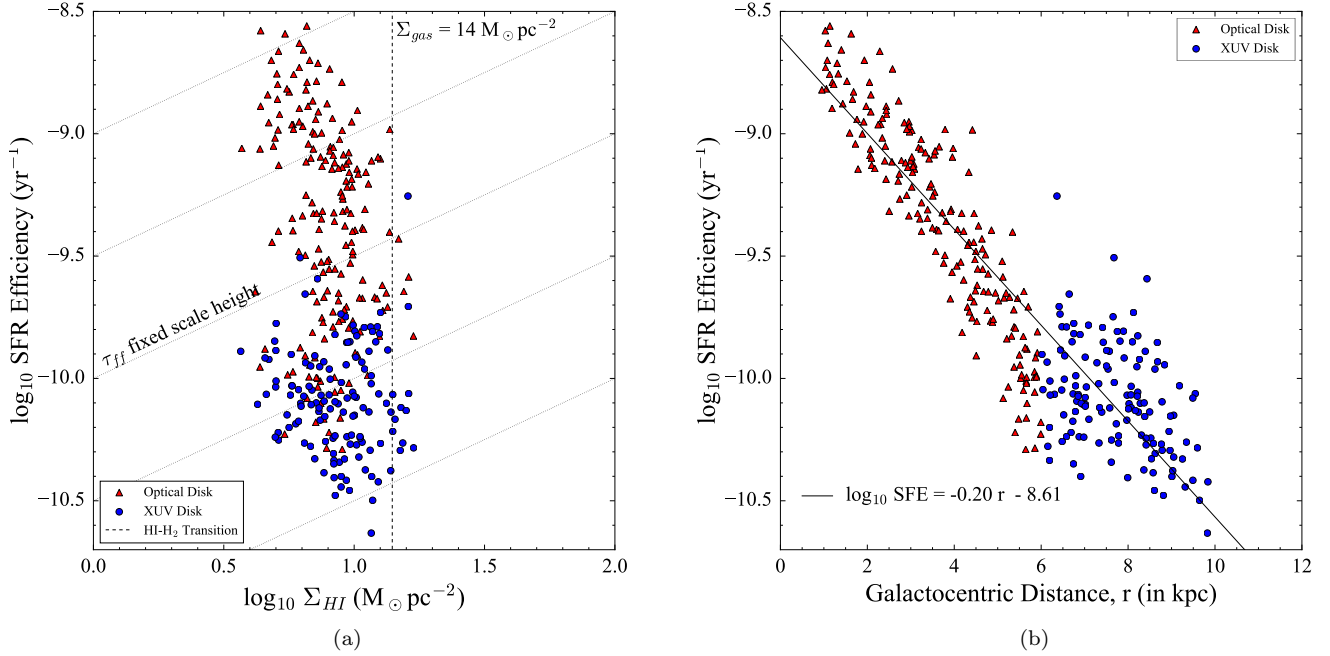 Σ_gas = 14 M⊙ pc−2
τff fixed scale height
Optical Disk
XUV Disk
HI-H2 Transition
−8.5
−9.0
−9.5
−10.0
−10.5
log10 SFR Efficiency (yr−1)
0.0 0.5 1.0 1.5 2.0
log10 ΣHI (M⊙ pc−2)
(a)
Optical Disk
XUV Disk
log10 SFE = -0.20 r - 8.61
−8.5
−9.0
−9.5
−10.0
−10.5
log10 SFR Efficiency (yr−1)
0 2 4 6 8 10 12
Galactocentric Distance, r (in kpc)
(b)